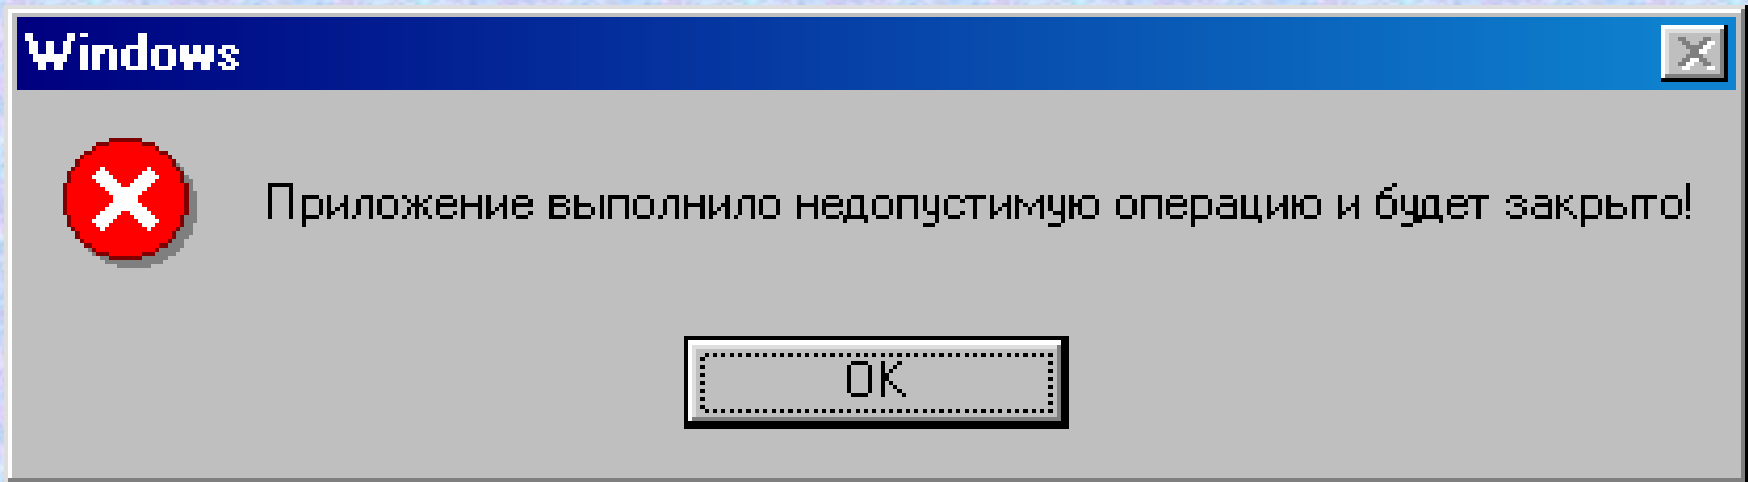 Windows
Приложение выполнило недопустимую операцию и будет закрыто!
OK